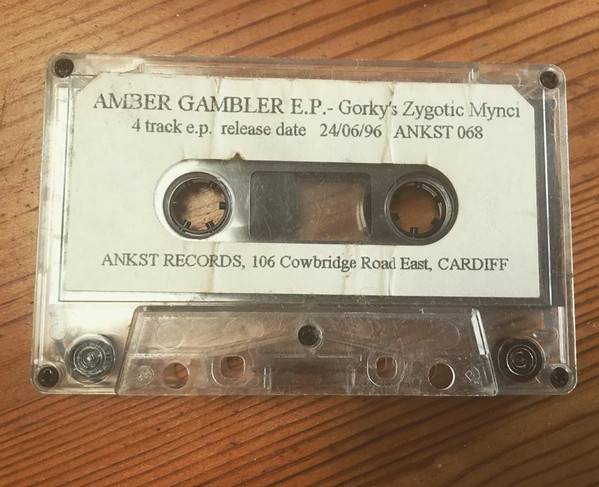 AMBER GAMBLER E.P.- Gorky's Zygotic Mynci
4 track e.p. release date 24/06/96 ANKST 068
ANKST RECORDS, 106 Cowbridge Road East, CARDIFF